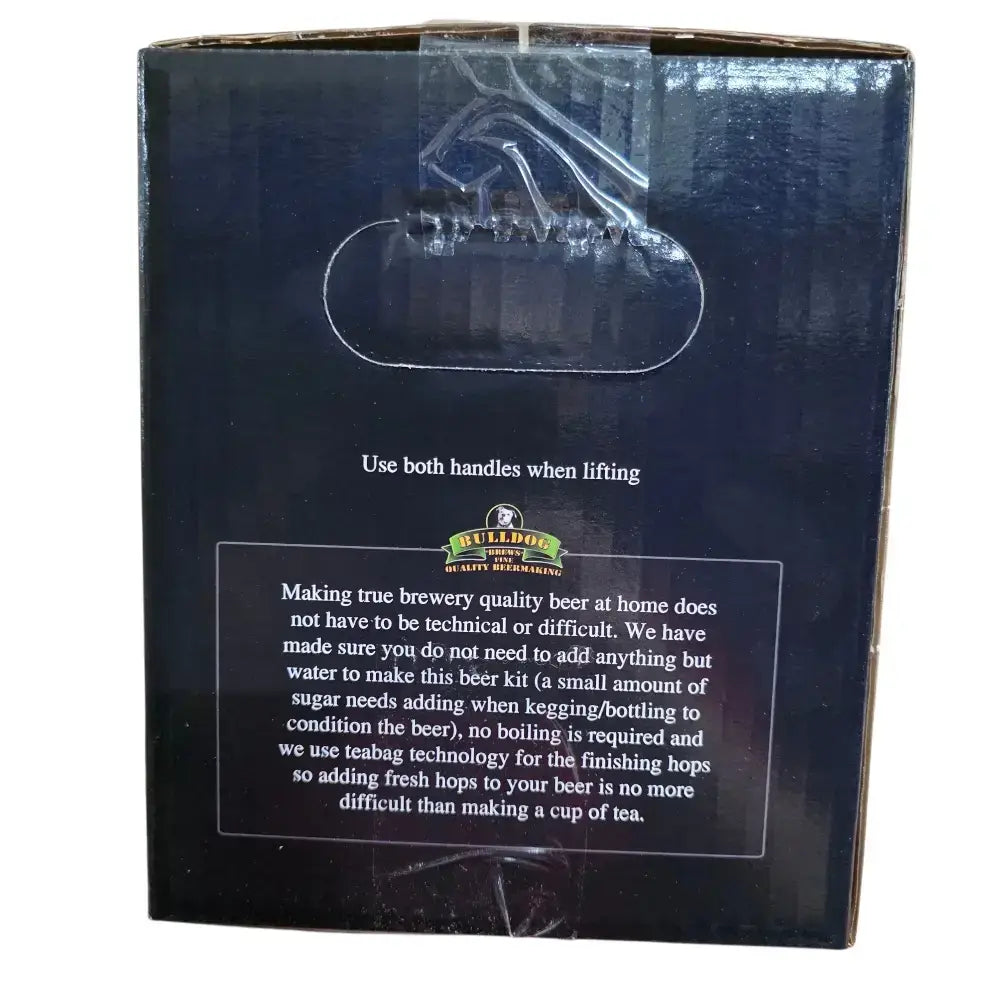 Use both handles when lifting
BULLDOG
BREWS
FINE
QUALITY BEERMAKING
Making true brewery quality beer at home does
not have to be technical or difficult. We have
made sure you do not need to add anything but
water to make this beer kit (a small amount of
sugar needs adding when kegging/bottling to
condition the beer), no boiling is required and
we use teabag technology for the finishing hops
so adding fresh hops to your beer is no more
difficult than making a cup of tea.